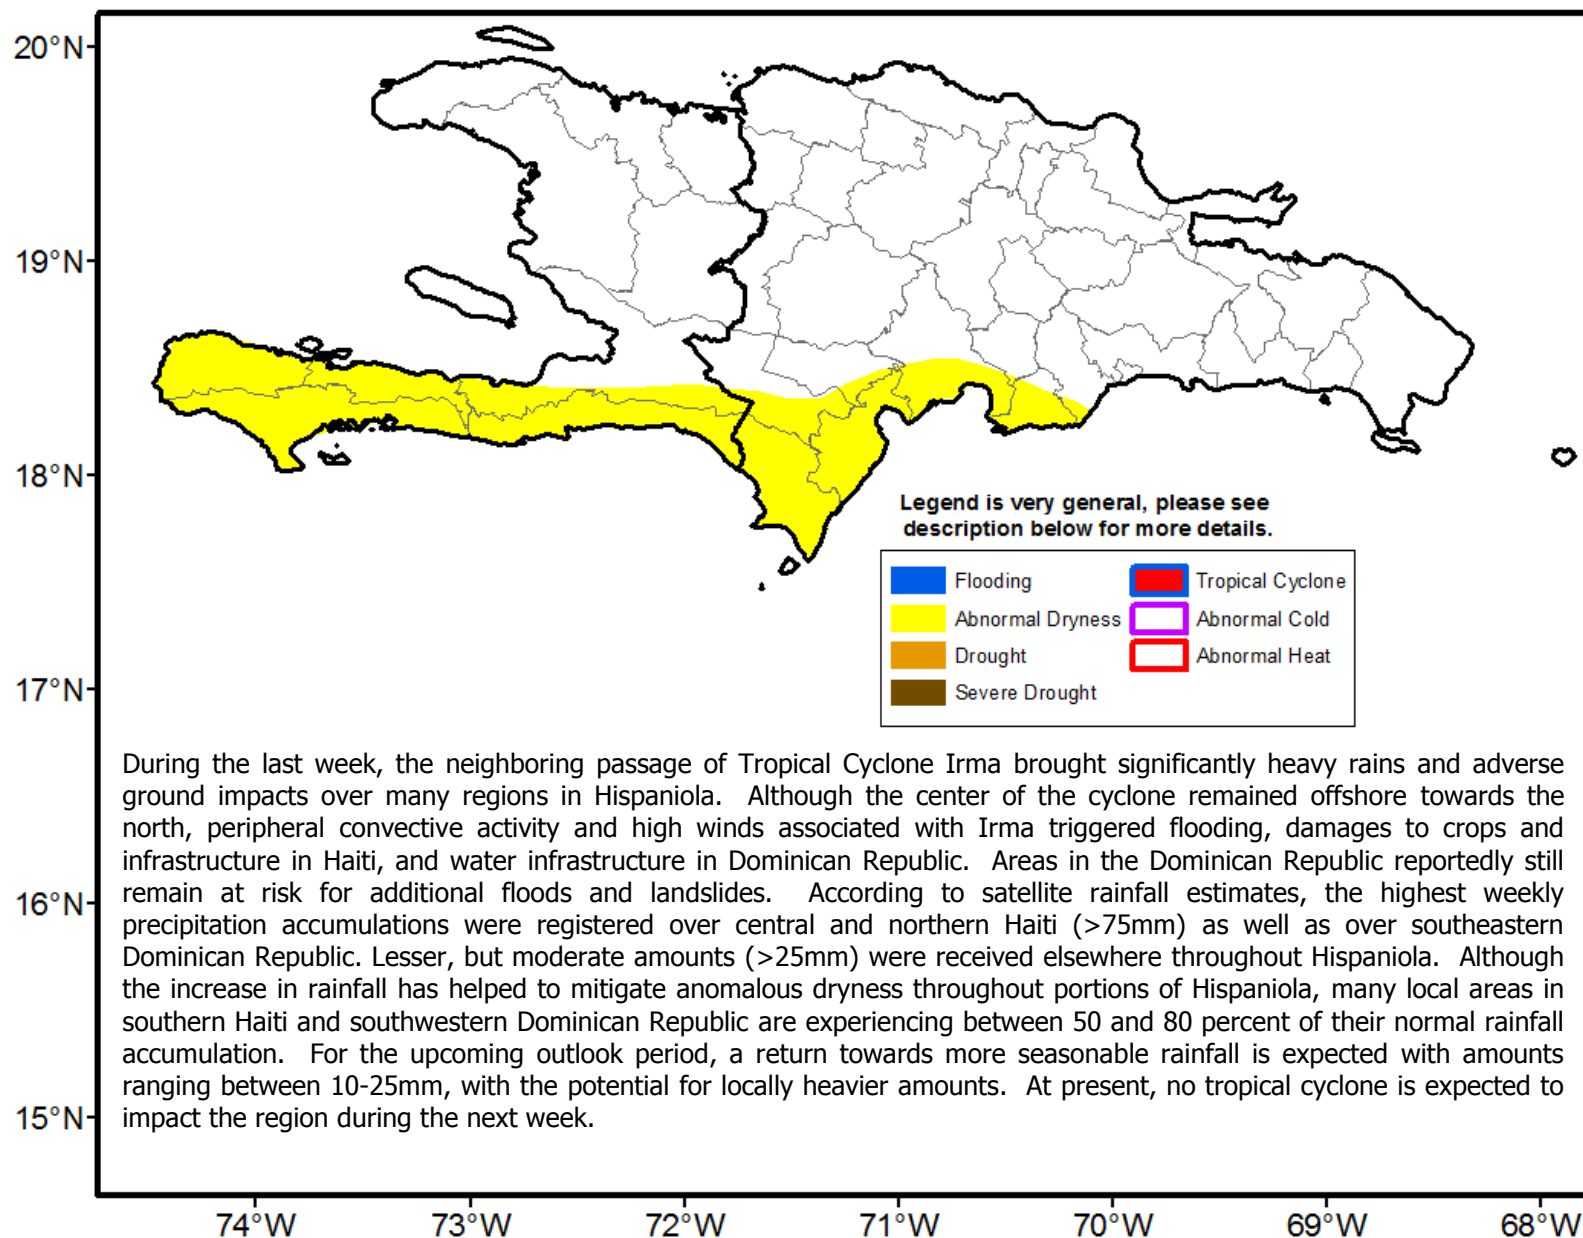 20°N
19°N
18°N
17°N
16°N
15°N
Legend is very general, please see
description below for more details.
Flooding
Tropical Cyclone
Abnormal Dryness
Abnormal Cold
Drought
Abnormal Heat
Severe Drought
During the last week, the neighboring passage of Tropical Cyclone Irma brought significantly heavy rains and adverse
ground impacts over many regions in Hispaniola. Although the center of the cyclone remained offshore towards the
north, peripheral convective activity and high winds associated with Irma triggered flooding, damages to crops and
infrastructure in Haiti, and water infrastructure in Dominican Republic. Areas in the Dominican Republic reportedly still
remain at risk for additional floods and landslides. According to satellite rainfall estimates, the highest weekly
precipitation accumulations were registered over central and northern Haiti (>75mm) as well as over southeastern
Dominican Republic. Lesser, but moderate amounts (>25mm) were received elsewhere throughout Hispaniola. Although
the increase in rainfall has helped to mitigate anomalous dryness throughout portions of Hispaniola, many local areas in
southern Haiti and southwestern Dominican Republic are experiencing between 50 and 80 percent of their normal rainfall
accumulation. For the upcoming outlook period, a return towards more seasonable rainfall is expected with amounts
ranging between 10-25mm, with the potential for locally heavier amounts. At present, no tropical cyclone is expected to
impact the region during the next week.
74°W
73°W
72°W
71°W
70°W
69°W
68°W